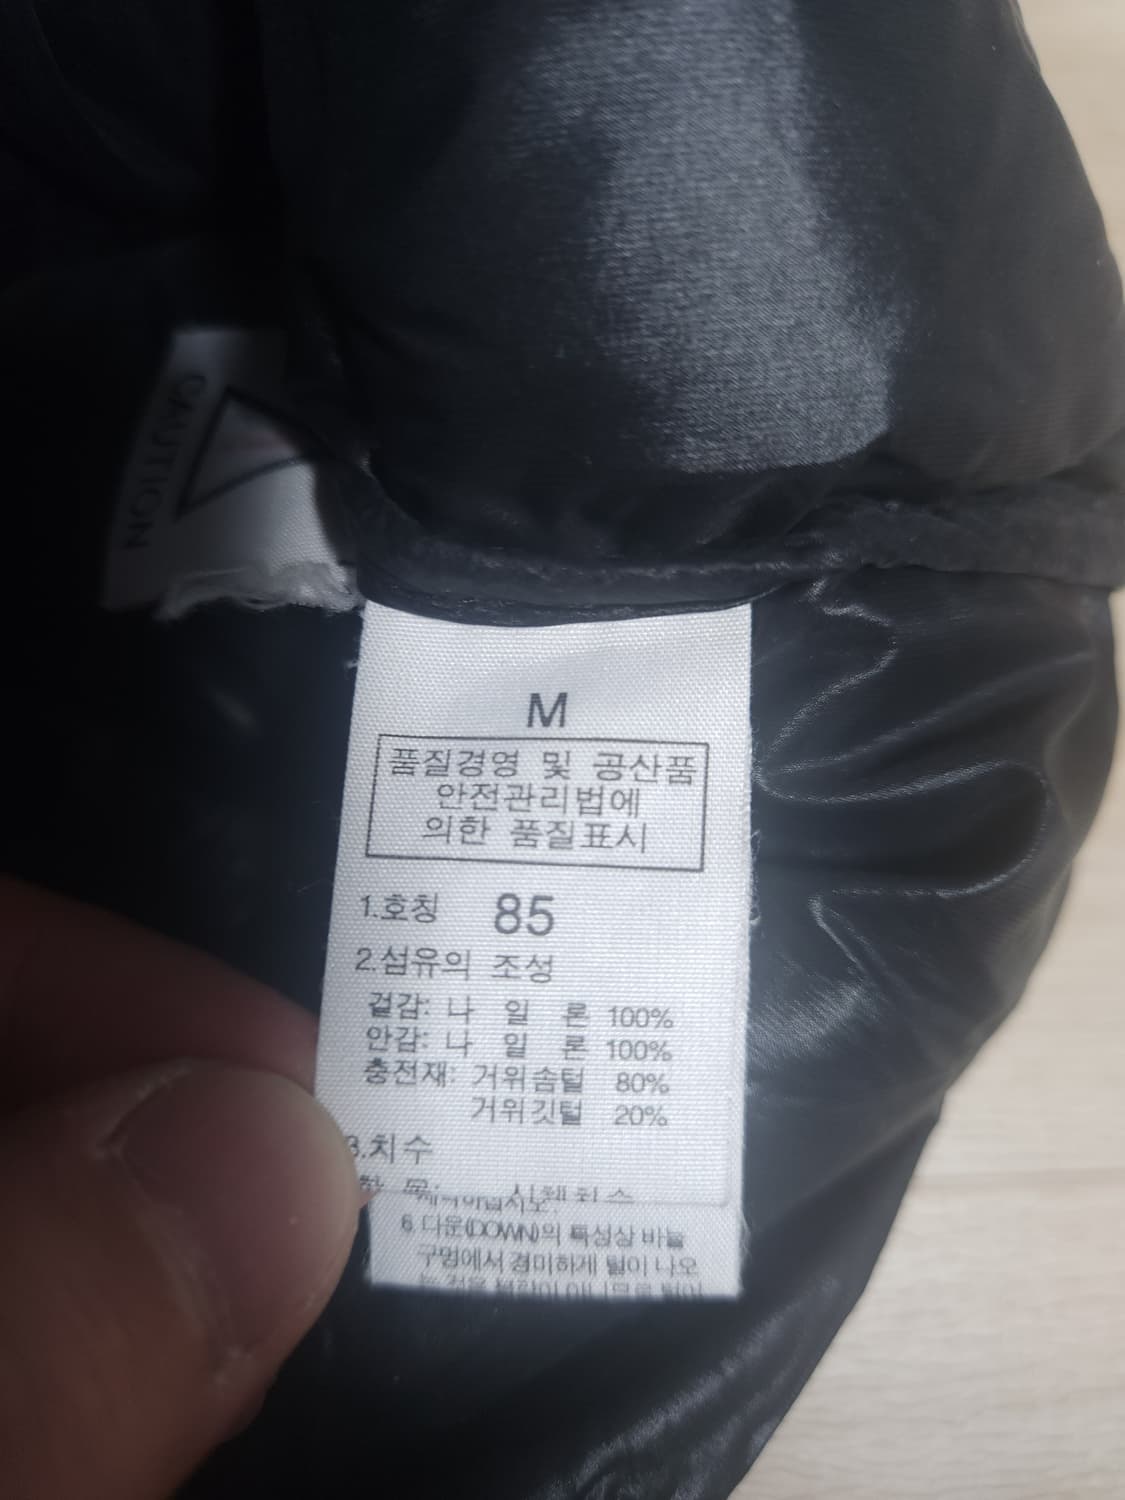 CAUTION
M
품질경영 및 공산품
안전관리법에
의한 품질표시
1.호칭 85
2.섬유의 조성
겉감: 나 일 론 100%
안감: 나 일 론 100%
충전재: 거위솜털 80%
거위깃털 20%
3.치수
6. 다운(DOWN)의 특성상 바늘
구멍에서 경미하게 털이 나오